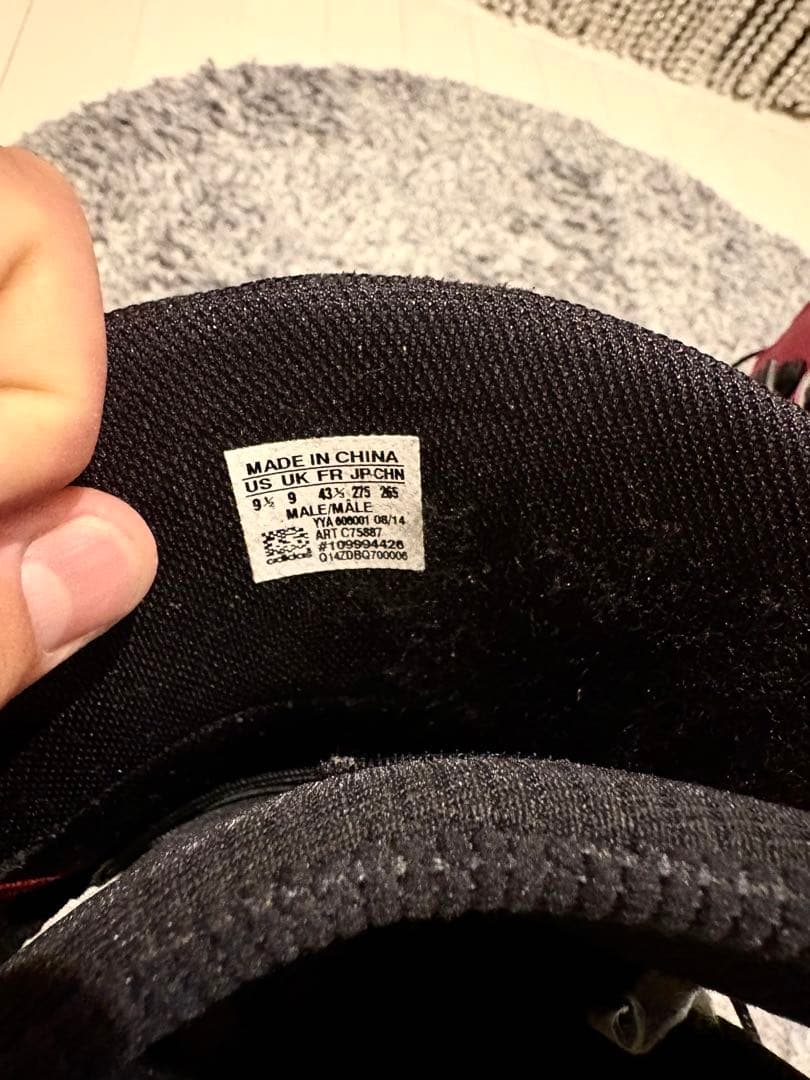 MADE IN CHINA
US UK FR JP·CHN
9½ 9 43⅓ 275 265
MALE/MÂLE
YYA 606001 08/14
ART C75887
#109994426
adidas Q14ZDBQ700006